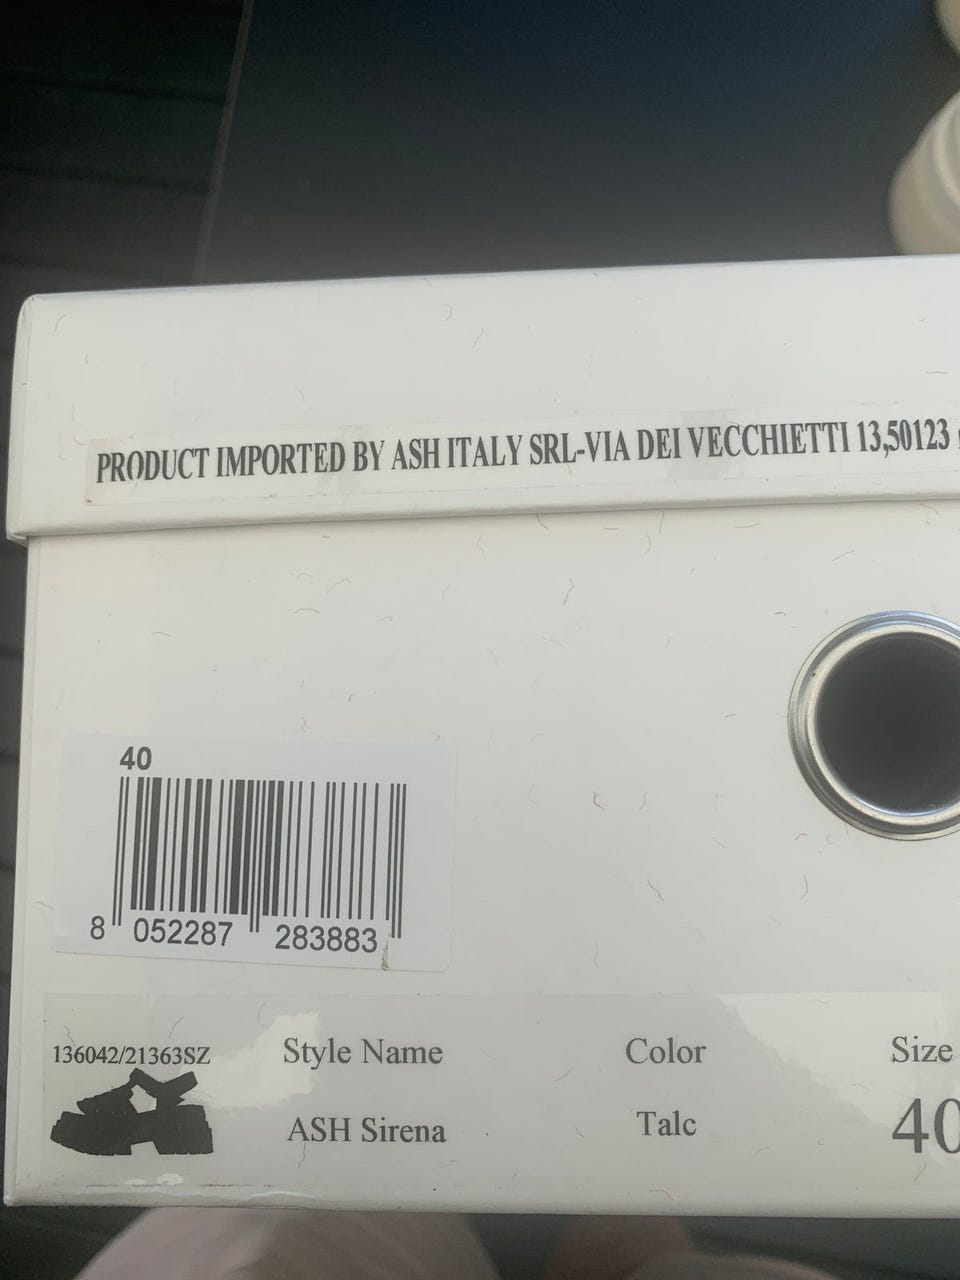 PRODUCT IMPORTED BY ASH ITALY SRL-VIA DEI VECCHIETTI 13,50123
40
8 052287 283883
136042/21363SZ Style Name Color Size
ASH Sirena Talc 40